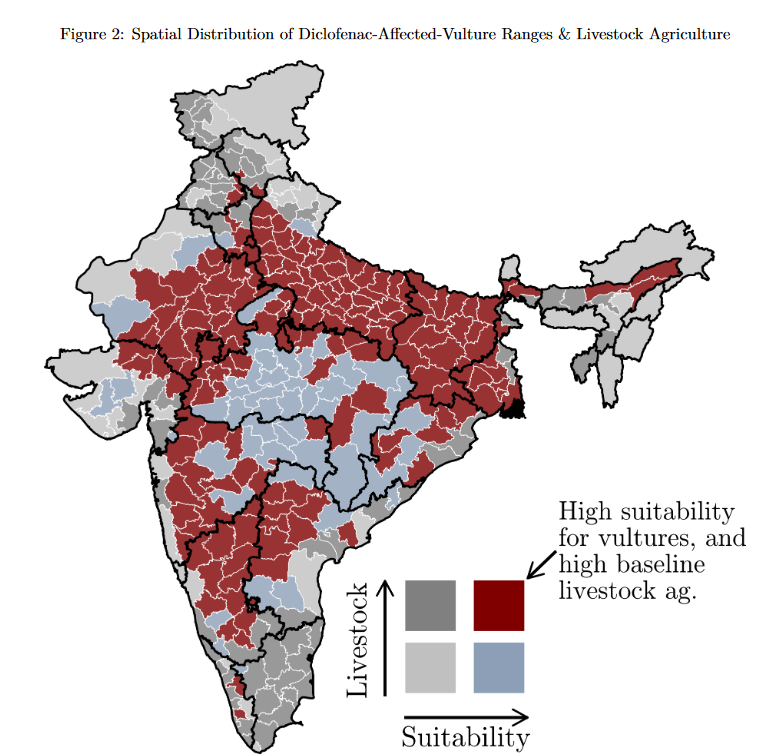 Figure 2: Spatial Distribution of Diclofenac-Affected-Vulture Ranges & Livestock Agriculture
High suitability
for vultures, and
high baseline
livestock ag.
Livestock
Suitability